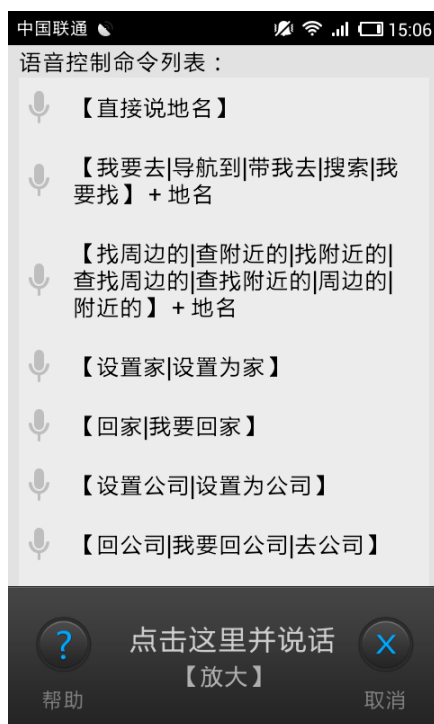 中国联通 15:06
语音控制命令列表：
【直接说地名】
【我要去|导航到|带我去|搜索|我
要找】+地名
【找周边的|查附近的|找附近的|
查找周边的|查找附近的|周边的|
附近的】+地名
【设置家|设置为家】
【回家|我要回家】
【设置公司|设置为公司】
【回公司|我要回公司|去公司】
? 点击这里并说话 X
【放大】
帮助 取消